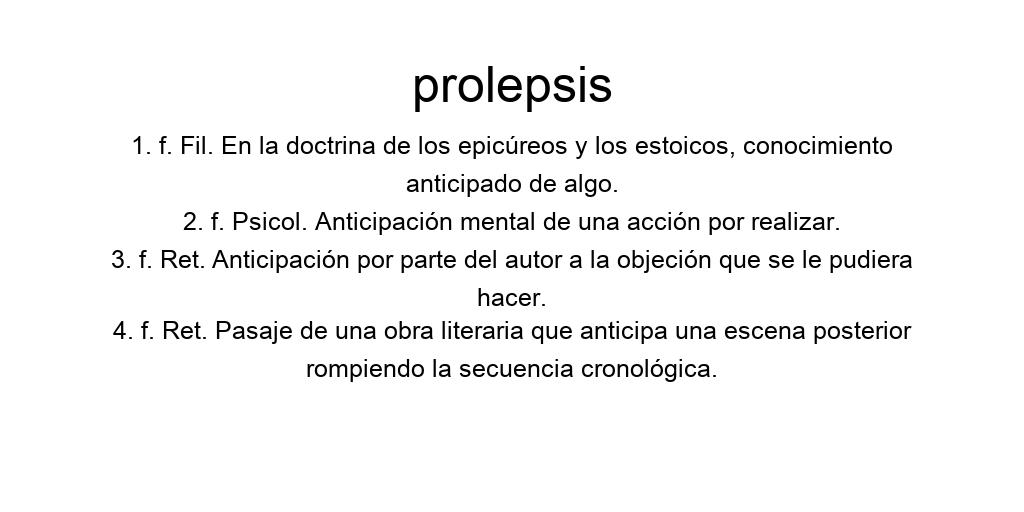 prolepsis
1. f. Fil. En la doctrina de los epicúreos y los estoicos, conocimiento
anticipado de algo.
2. f. Psicol. Anticipación mental de una acción por realizar.
3. f. Ret. Anticipación por parte del autor a la objeción que se le pudiera
hacer.
4. f. Ret. Pasaje de una obra literaria que anticipa una escena posterior
rompiendo la secuencia cronológica.